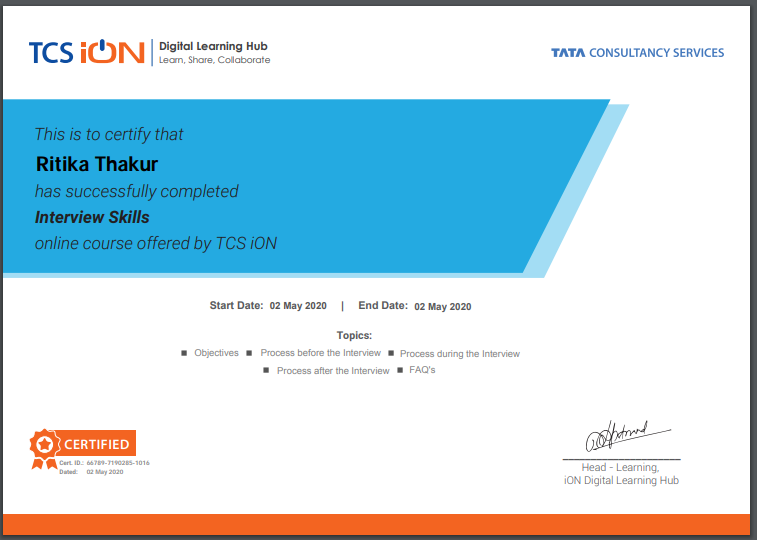 TCS iON
Digital Learning Hub
Learn, Share, Collaborate
TATA CONSULTANCY SERVICES
This is to certify that
Ritika Thakur
has successfully completed
Interview Skills
online course offered by TCS iON
Start Date: 02 May 2020 | End Date: 02 May 2020
Topics:
■ Objectives ■ Process before the Interview ■ Process during the Interview
■ Process after the Interview ■ FAQ's
CERTIFIED
Cert. ID.: 66789-7190285-1016
Dated: 02 May 2020
Head - Learning,
iON Digital Learning Hub